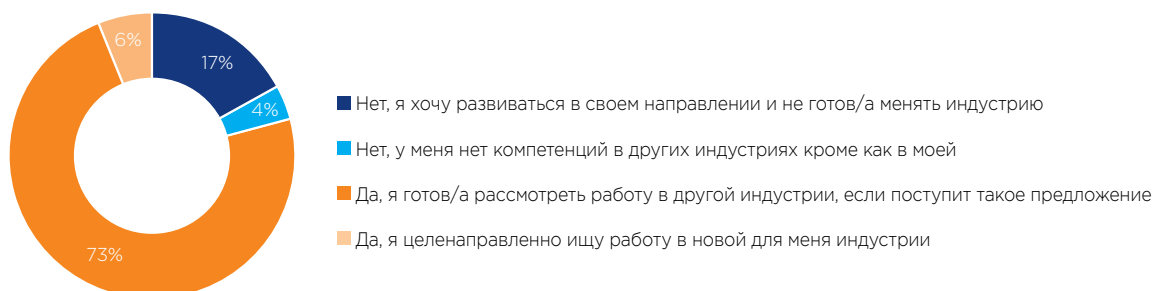 6%
17%
4%
73%
Нет, я хочу развиваться в своем направлении и не готов/а менять индустрию
Нет, у меня нет компетенций в других индустриях кроме как в моей
Да, я готов/а рассмотреть работу в другой индустрии, если поступит такое предложение
Да, я целенаправленно ищу работу в новой для меня индустрии